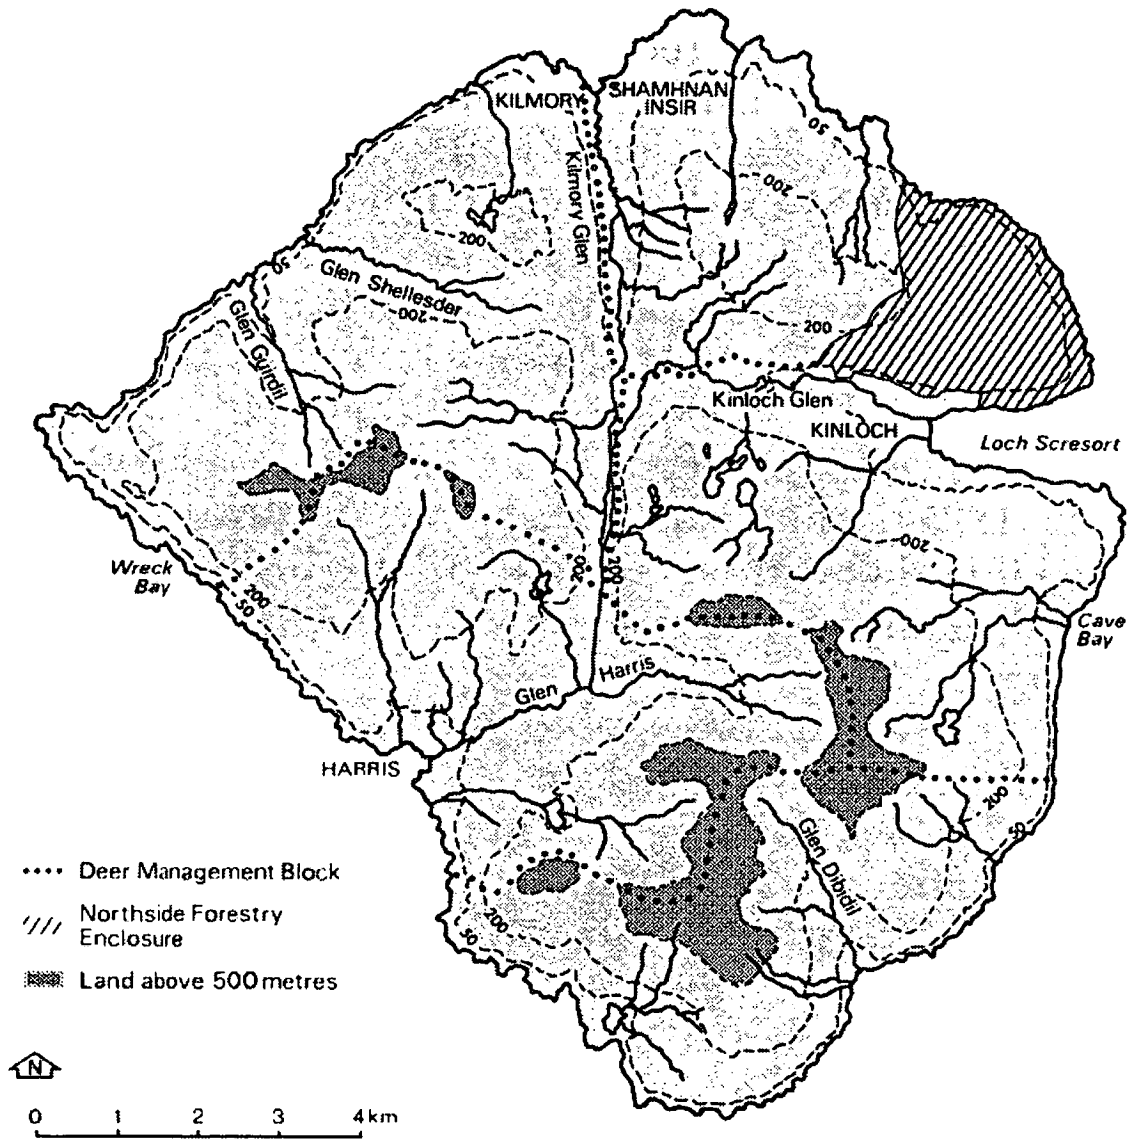 KILMORY
SHAMHNAN
INSIR
50
Kilmory Glen
200
200
50
Glen Shellesder
200
Glen Guirdil
200
Kinloch Glen
KINLOCH
Loch Scresort
Wreck
Bay
200
50
200
200
200
Cave
Bay
Glen Harris
HARRIS
200
50
Glen Dibidil
200
50
Deer Management Block
Northside Forestry
Enclosure
Land above 500 metres
N
0 1 2 3 4 km